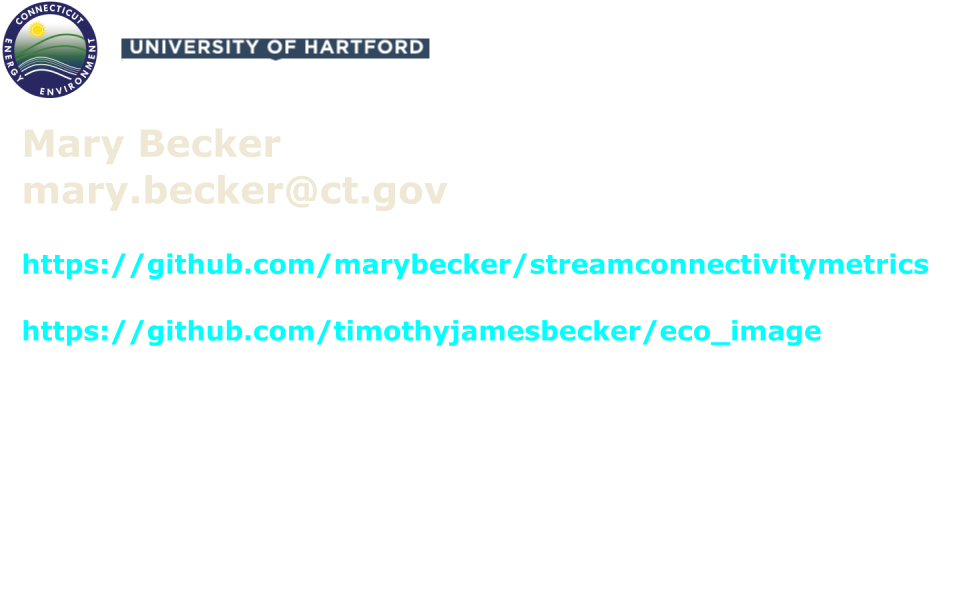 CONNECTICUT
ENERGY ENVIRONMENT
UNIVERSITY OF HARTFORD
Mary Becker
mary.becker@ct.gov
https://github.com/marybecker/streamconnectivitymetrics
https://github.com/timothyjamesbecker/eco_image